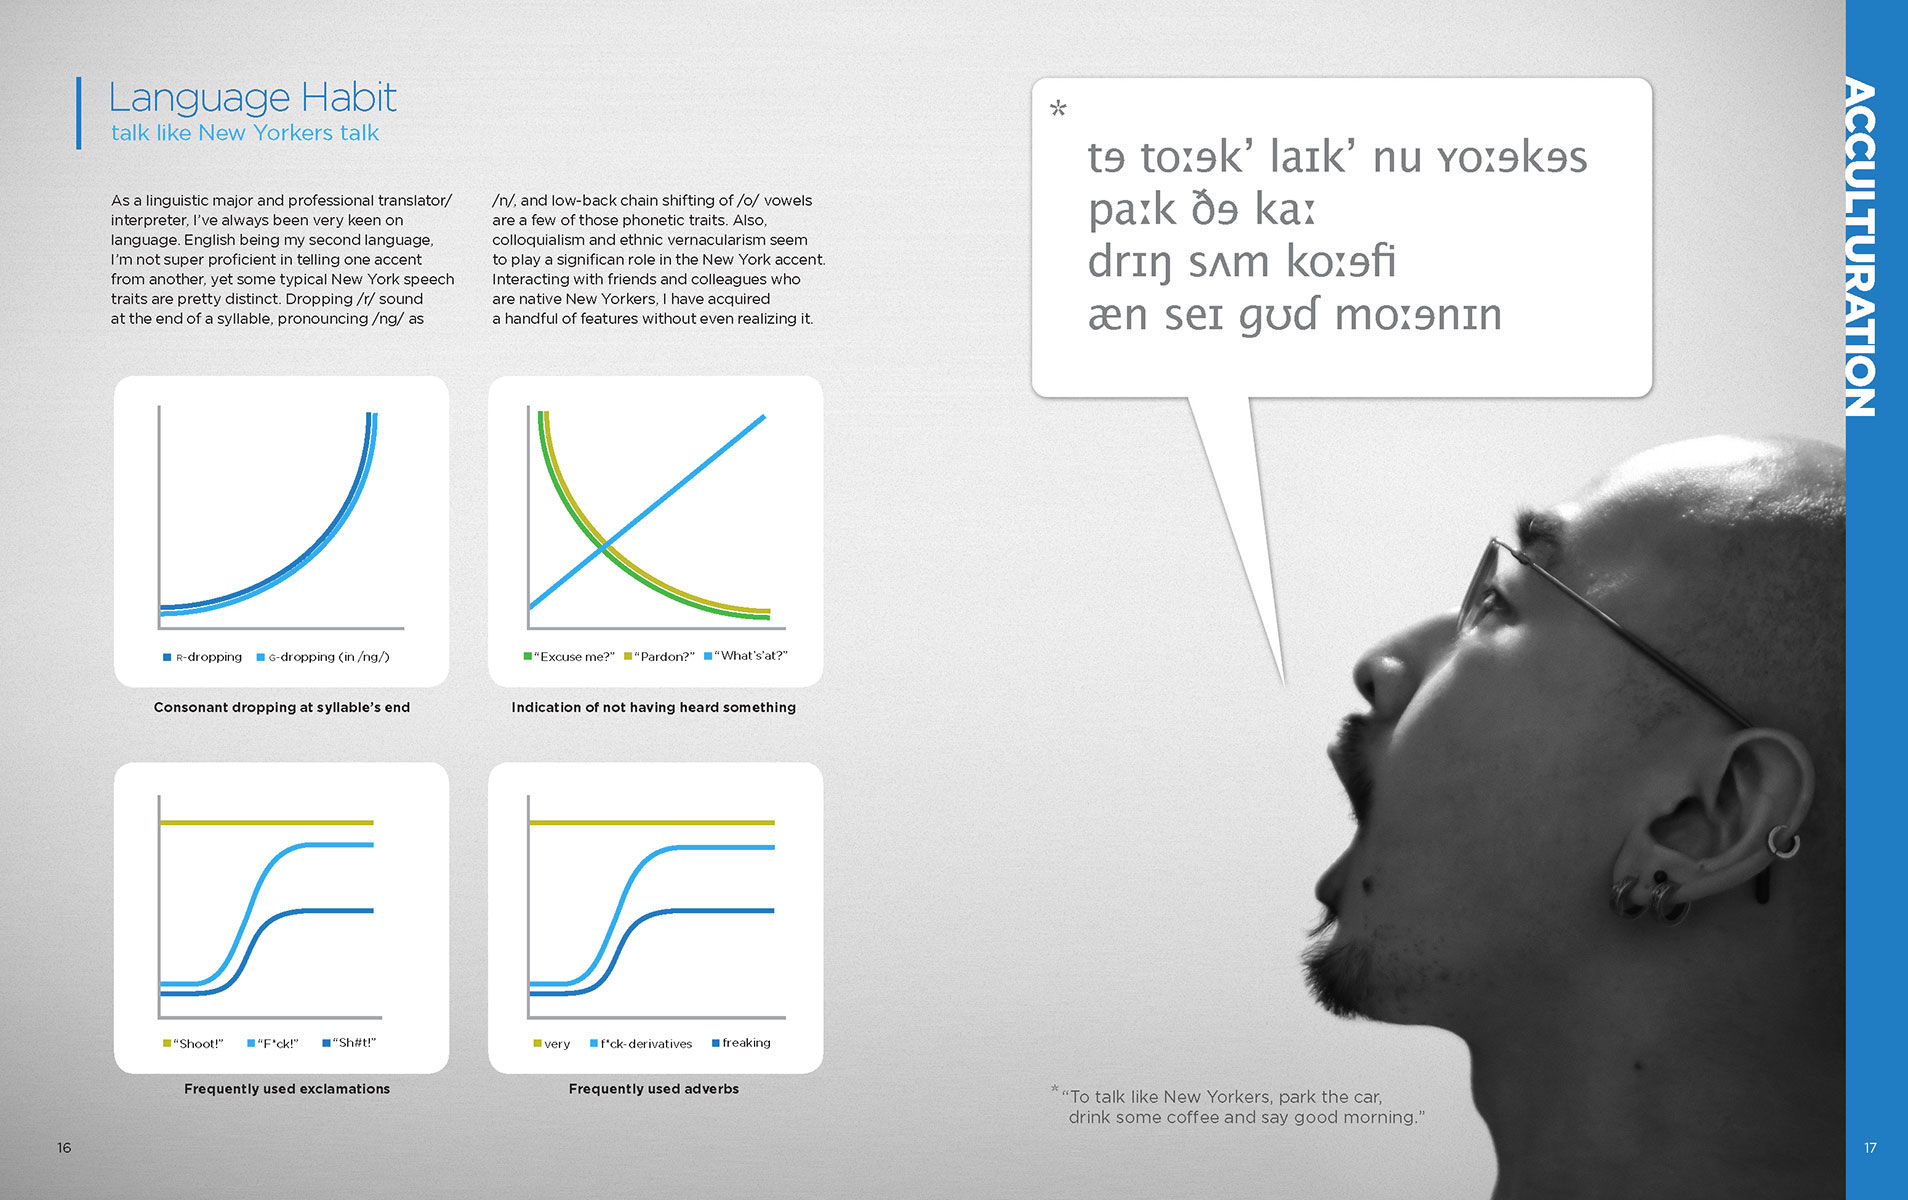 Language Habit
talk like New Yorkers talk
As a linguistic major and professional translator/
interpreter, I've always been very keen on
language. English being my second language,
I'm not super proficient in telling one accent
from another, yet some typical New York speech
traits are pretty distinct. Dropping /r/ sound
at the end of a syllable, pronouncing /ng/ as
/n/, and low-back chain shifting of /o/ vowels
are a few of those phonetic traits. Also,
colloquialism and ethnic vernacularism seem
to play a significan role in the New York accent.
Interacting with friends and colleagues who
are native New Yorkers, I have acquired
a handful of features without even realizing it.
R-dropping G-dropping (in /ng/)
Consonant dropping at syllable's end
"Excuse me?" "Pardon?" "What's'at?"
Indication of not having heard something
"Shoot!" "F*ck!" "Sh#t!"
Frequently used exclamations
very f*ck-derivatives freaking
Frequently used adverbs
16
*
tɘ toːɘk’ laɪk’ nu ʏoːɘkɘs
paːk ðɘ kaː
drɪŋ sʌm koːɘfi
æn seɪ gʊɗ moːɘnɪn
* "To talk like New Yorkers, park the car,
drink some coffee and say good morning."
ACCULTURATION
17